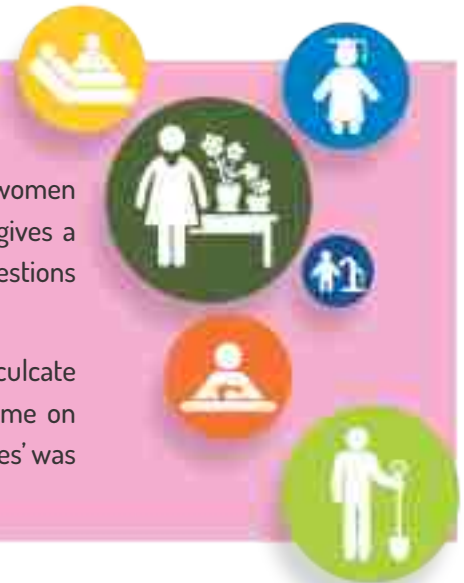 women
gives a
estions
culcate
me on
es' was